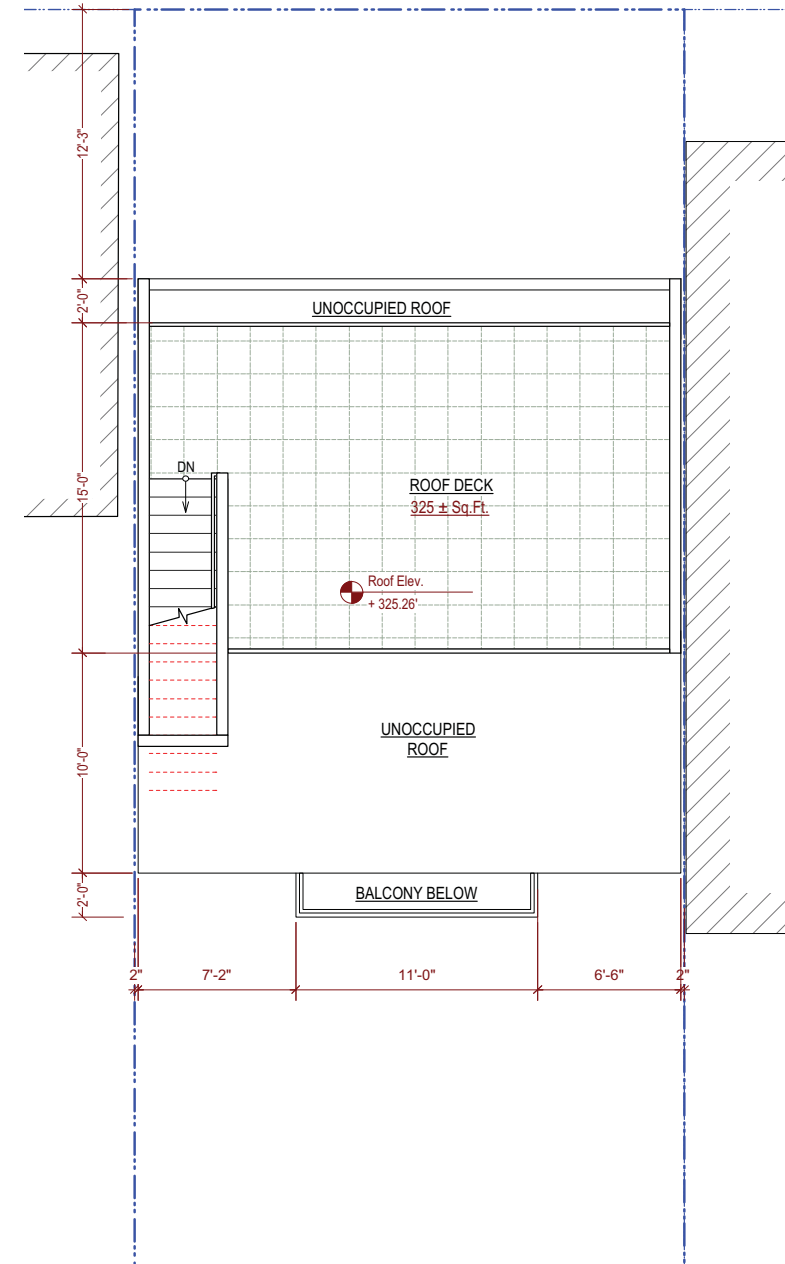 12'-3"
2'-0"
UNOCCUPIED ROOF
15'-0"
DN
ROOF DECK
325 ± Sq.Ft.
Roof Elev.
+ 325.26'
UNOCCUPIED
ROOF
10'-0"
2'-0"
BALCONY BELOW
2" 7'-2" 11'-0" 6'-6" 2"